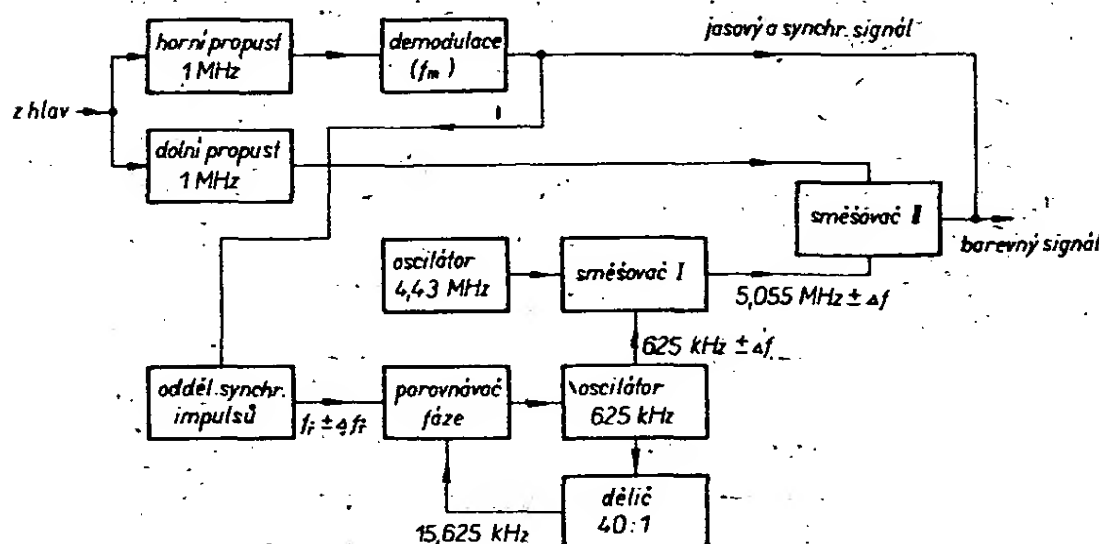 horní propust
1 MHz
demodulace
(fm)
jasový a synchr. signál
z hlav
dolní propust
1 MHz
směšovač II
barevný signál
oscilátor
4,43 MHz
směšovač I
5,055 MHz ± Δf
625 kHz ± Δf
odděl. synchr.
impulsů
fř ± Δfř
porovnávač
fáze
oscilátor
625 kHz
dělič
40:1
15,625 kHz